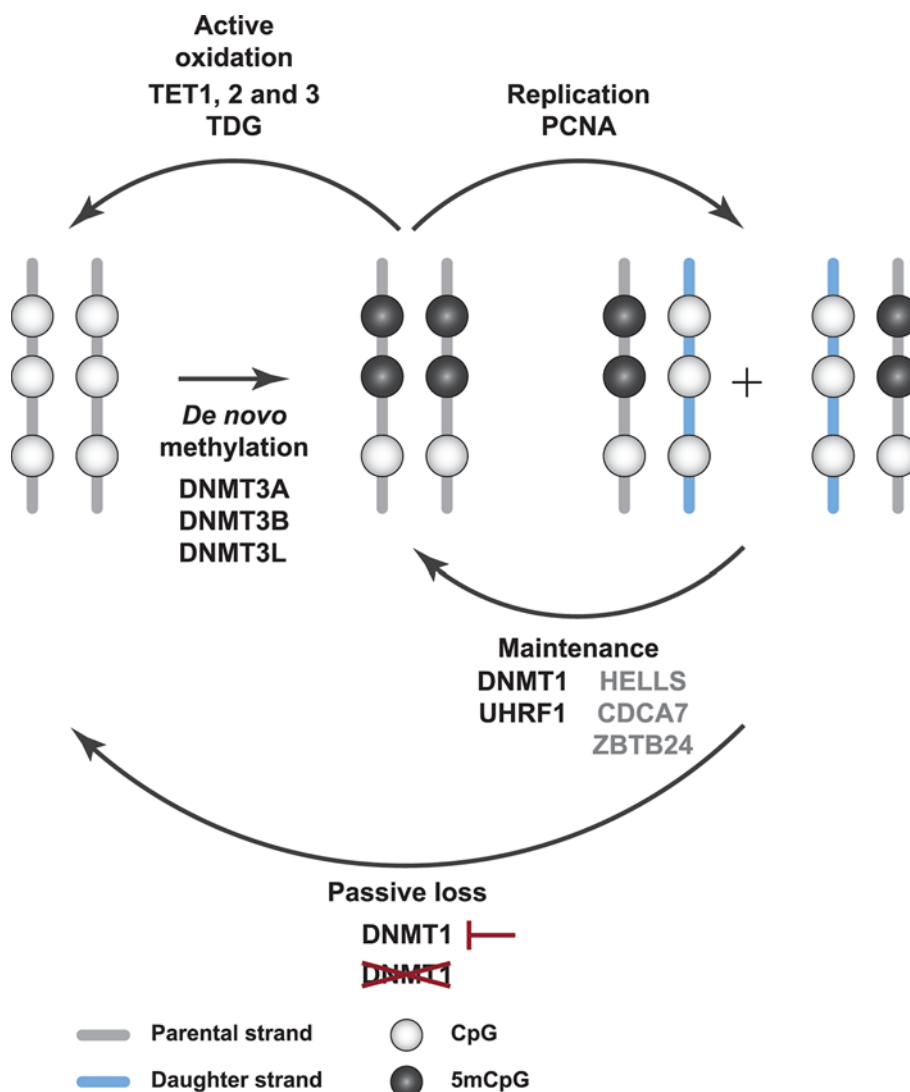 Active
oxidation
TET1, 2 and 3
TDG
Replication
PCNA
De novo
methylation
DNMT3A
DNMT3B
DNMT3L
+
Maintenance
DNMT1 HELLS
UHRF1 CDCA7
ZBTB24
Passive loss
DNMT1
DNMT1
Parental strand CpG
Daughter strand 5mCpG